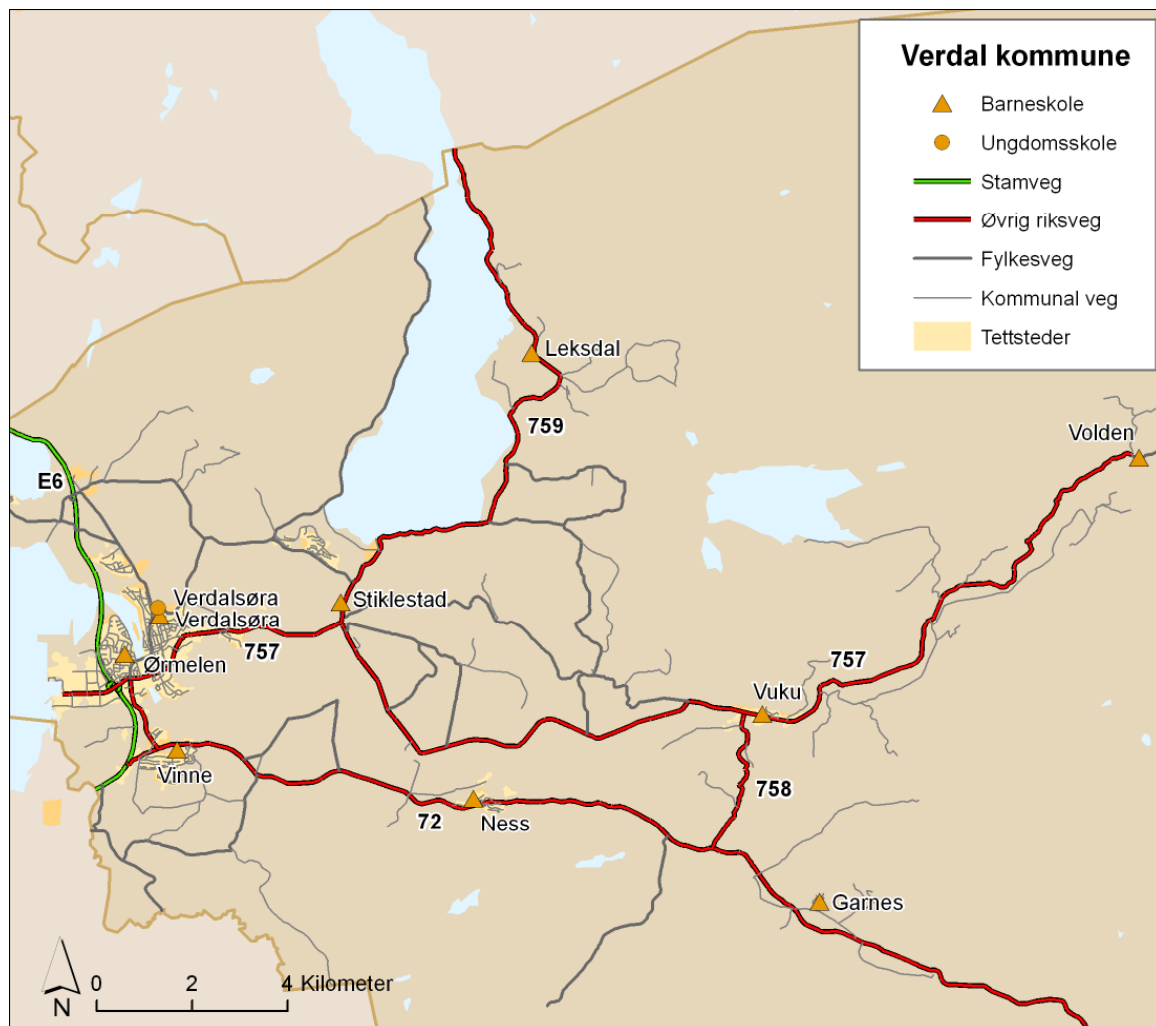 Verdal kommune
Barneskole
Ungdomsskole
Stamveg
Øvrig riksveg
Fylkesveg
Kommunal veg
Tettsteder
Leksdal
759
Volden
E6
Verdalsøra
Verdalsøra
Stiklestad
757
Ørmelen
757
Vuku
Vinne
758
72
Ness
Garnes
N
0 2 4 Kilometer